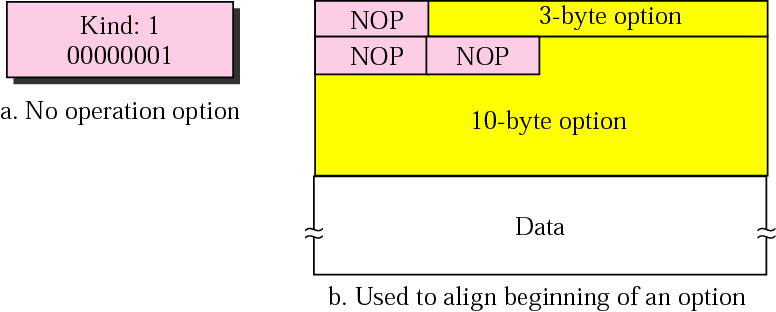 Kind: 1
00000001
a. No operation option
NOP 3-byte option
NOP NOP
10-byte option
Data
b. Used to align beginning of an option